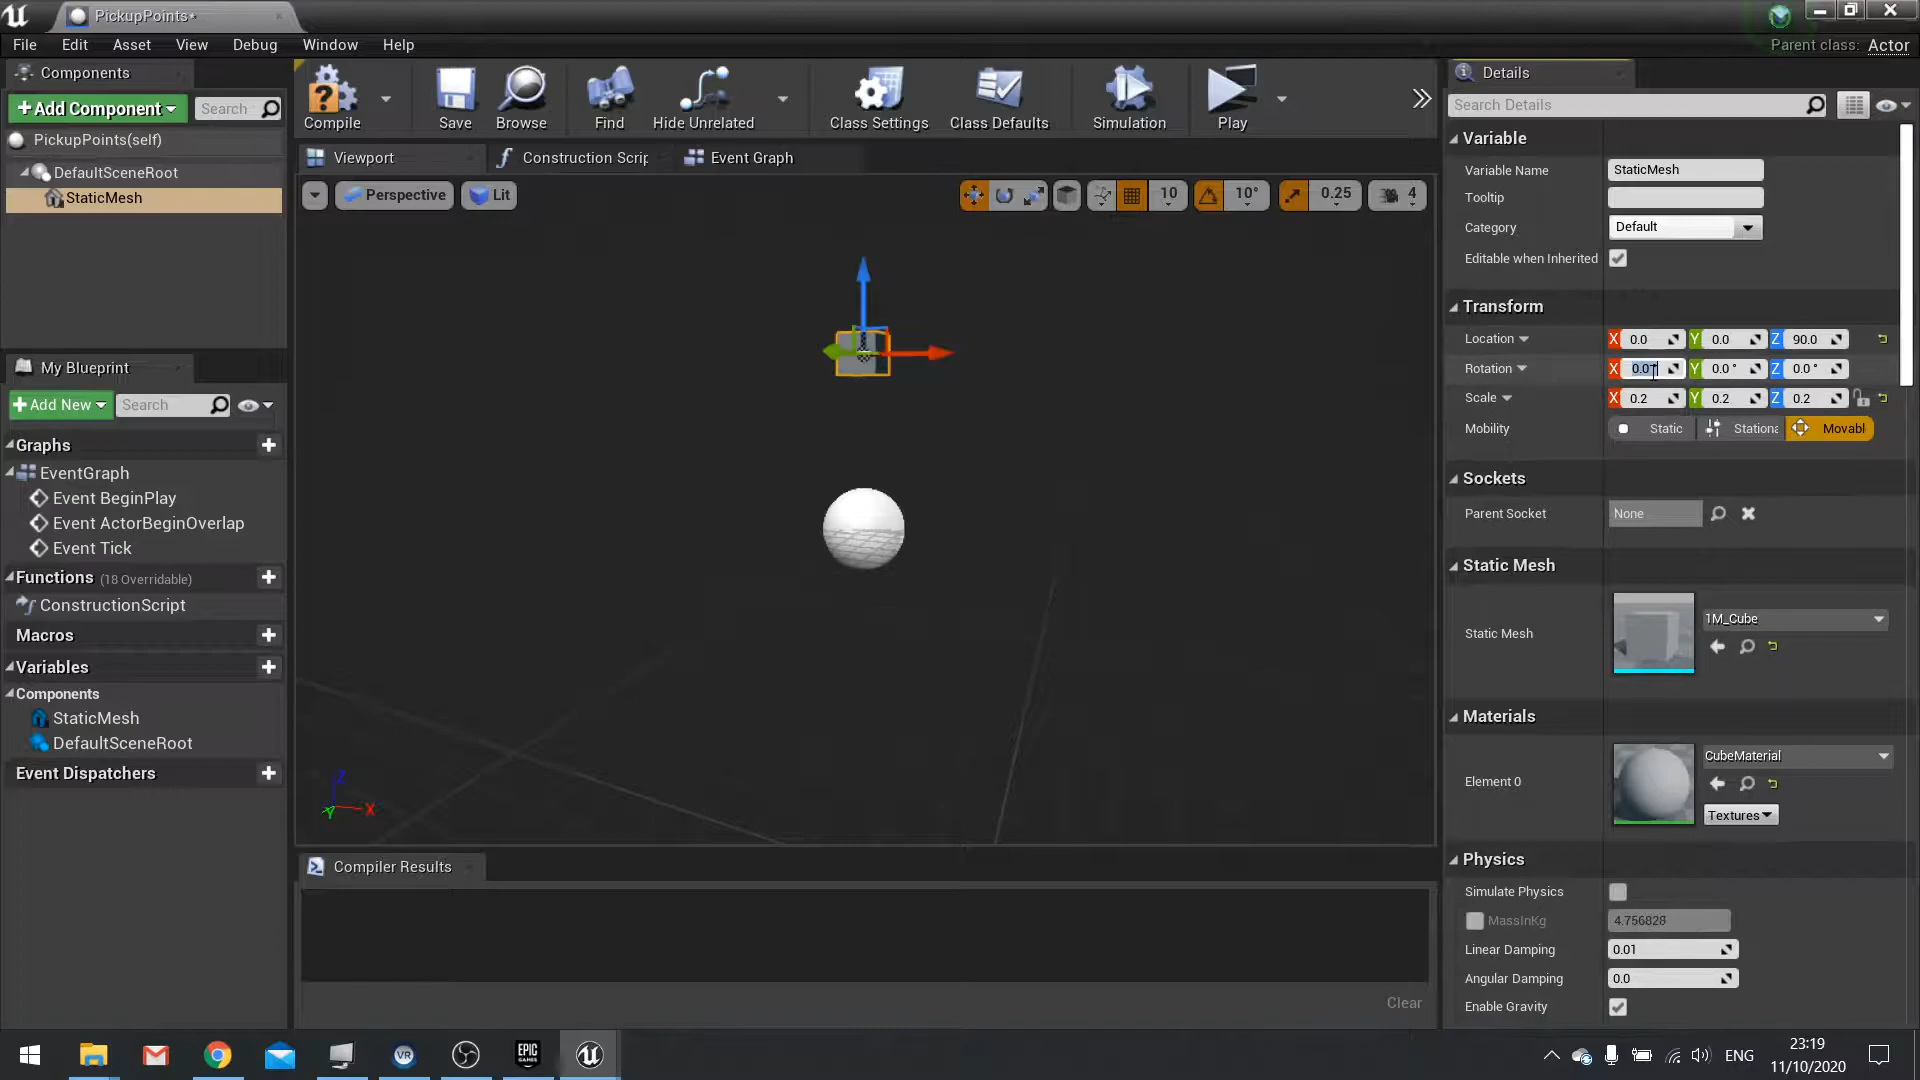 PickupPoints*
File Edit Asset View Debug Window Help
Parent class: Actor
Components
Add Component
Search
PickupPoints(self)
DefaultSceneRoot
StaticMesh
My Blueprint
Add New
Search
Graphs
EventGraph
Event BeginPlay
Event ActorBeginOverlap
Event Tick
Functions (18 Overridable)
ConstructionScript
Macros
Variables
Components
StaticMesh
DefaultSceneRoot
Event Dispatchers
Compile Save Browse Find Hide Unrelated Class Settings Class Defaults Simulation Play
Viewport Construction Scrip Event Graph
Perspective Lit 10 10° 0.25 4
Z
X
Y
Compiler Results
Clear
Details
Search Details
Variable
Variable Name StaticMesh
Tooltip
Category Default
Editable when Inherited
Transform
Location X 0.0 Y 0.0 Z 90.0
Rotation X 0.0° Y 0.0° Z 0.0°
Scale X 0.2 Y 0.2 Z 0.2
Mobility Static Stationa Movabl
Sockets
Parent Socket None
Static Mesh
Static Mesh 1M_Cube
Materials
Element 0 CubeMaterial
Textures
Physics
Simulate Physics
MassInKg 4.756828
Linear Damping 0.01
Angular Damping 0.0
Enable Gravity
VR
EPIC GAMES
ENG
23:19
11/10/2020